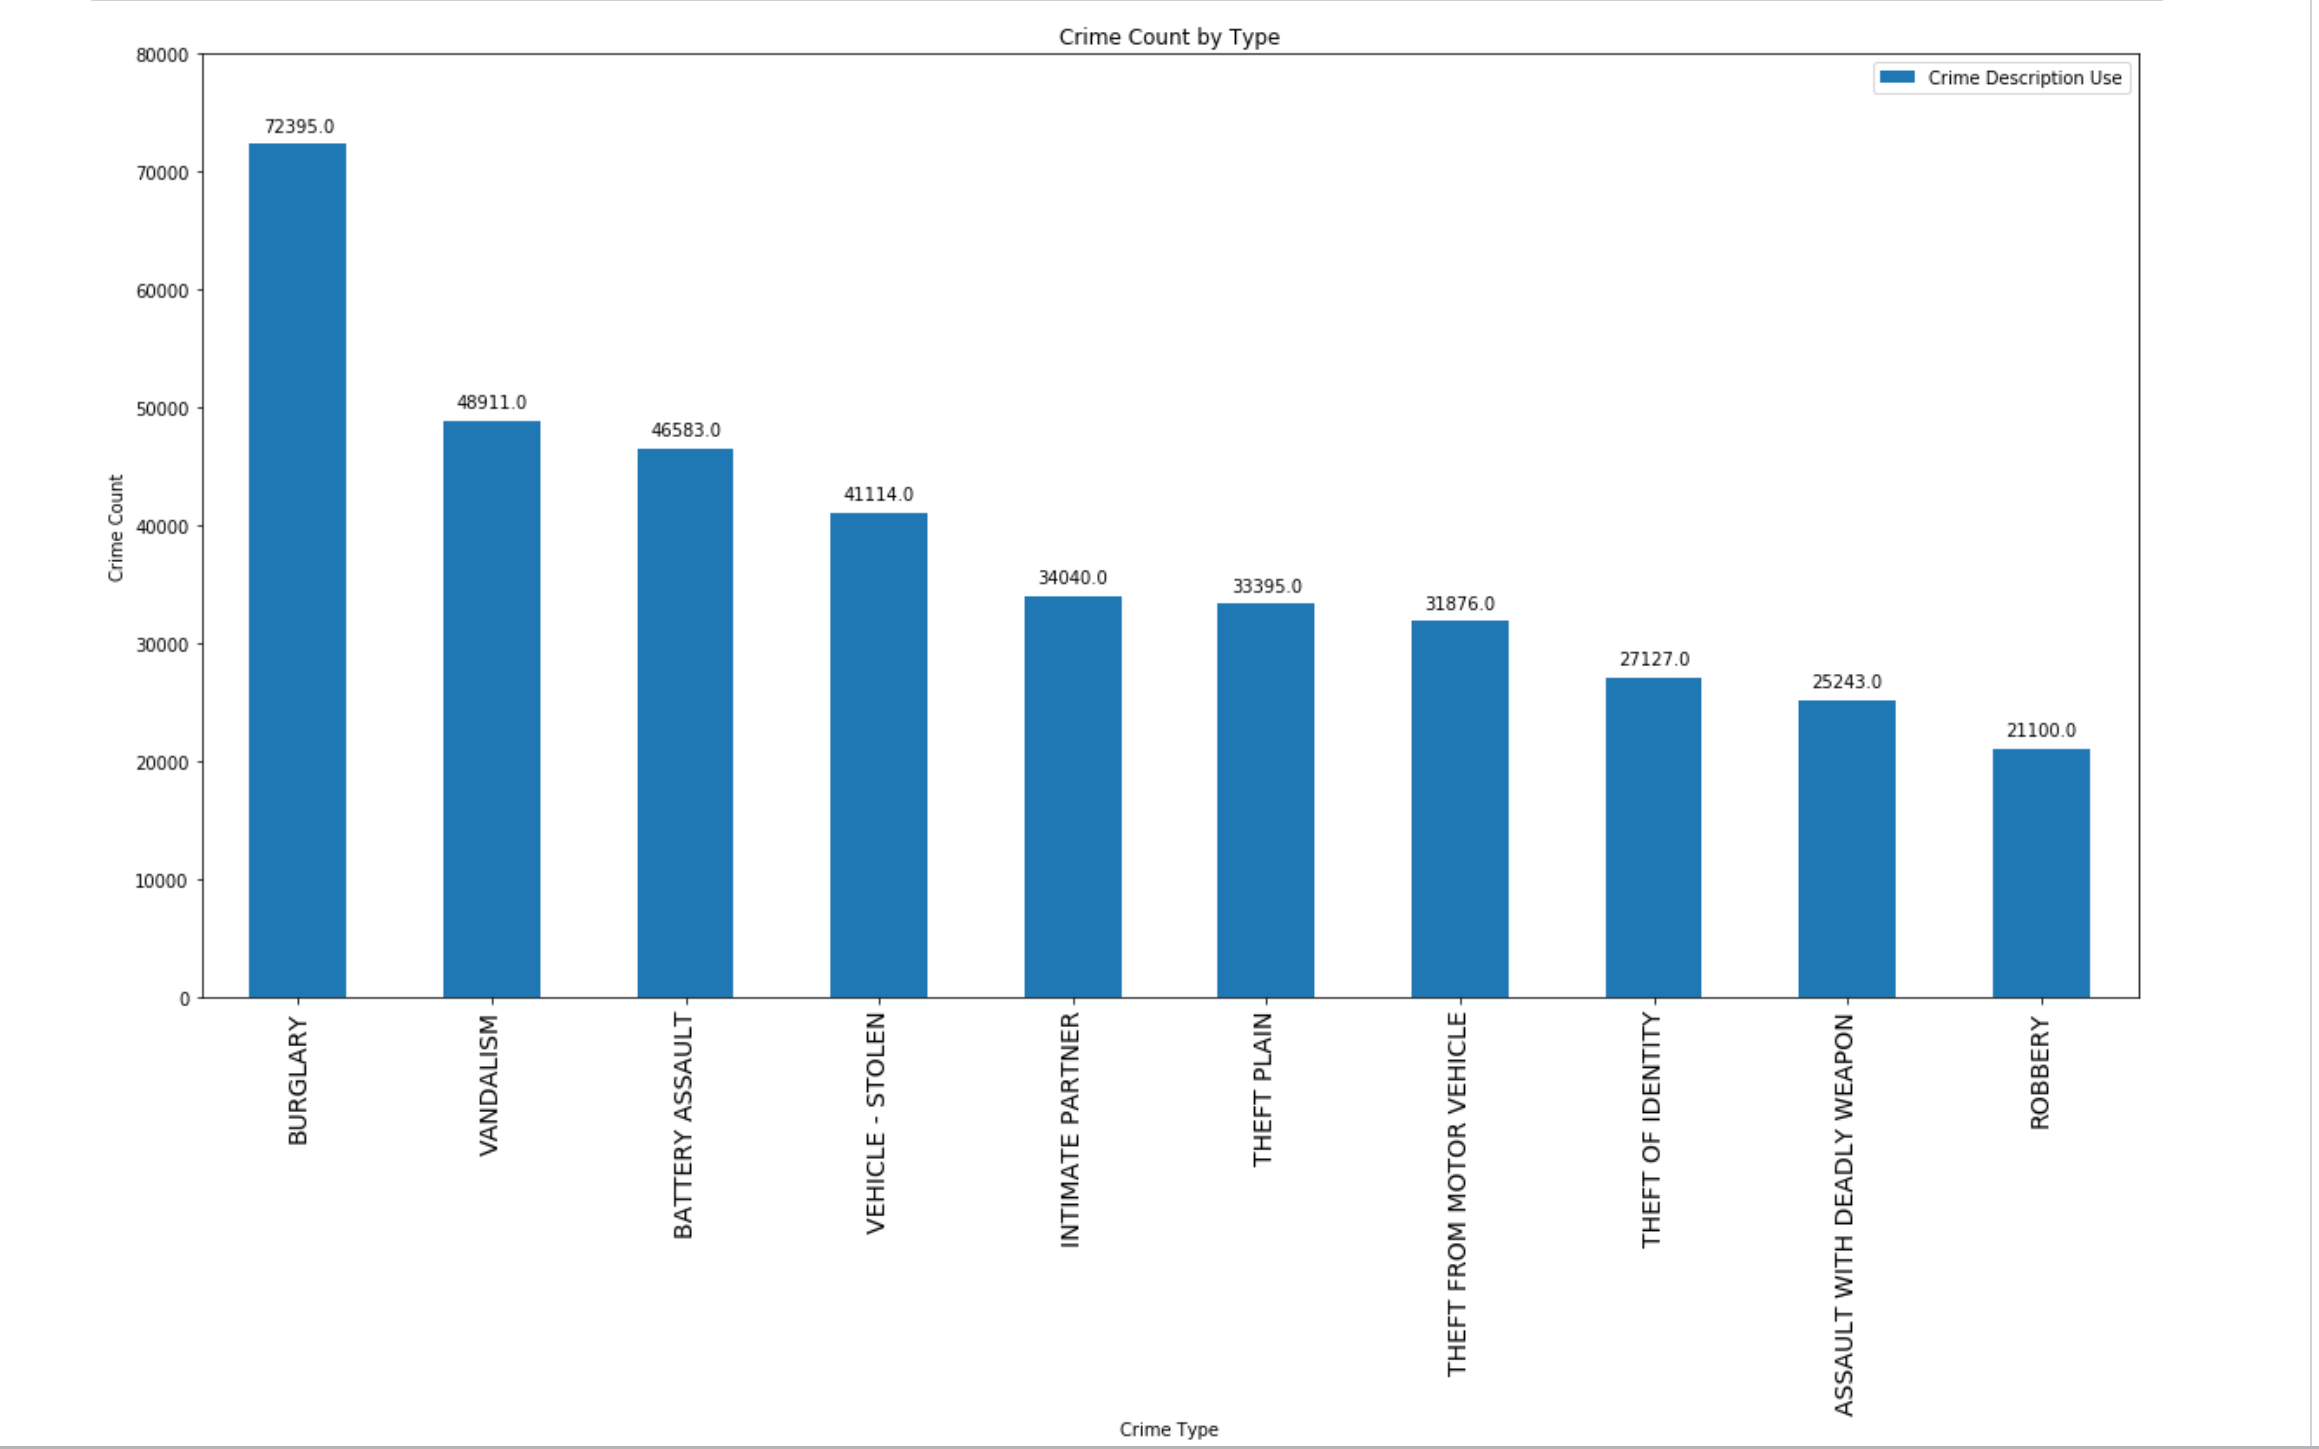 Crime Count by Type
Crime Description Use
80000
70000
60000
50000
40000
30000
20000
10000
0
Crime Count
72395.0
48911.0
46583.0
41114.0
34040.0
33395.0
31876.0
27127.0
25243.0
21100.0
BURGLARY
VANDALISM
BATTERY ASSAULT
VEHICLE - STOLEN
INTIMATE PARTNER
THEFT PLAIN
THEFT FROM MOTOR VEHICLE
THEFT OF IDENTITY
ASSAULT WITH DEADLY WEAPON
ROBBERY
Crime Type